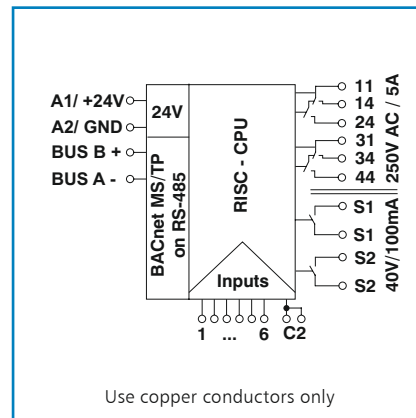 A1/ +24V
A2/ GND
BUS B +
BUS A -
24V
BACnet MS/TP
on RS-485
RISC - CPU
Inputs
1 ... 6 C2
11
14
24
31
34
44
250V AC / 5A
S1
S1
S2
S2
40V/100mA
Use copper conductors only